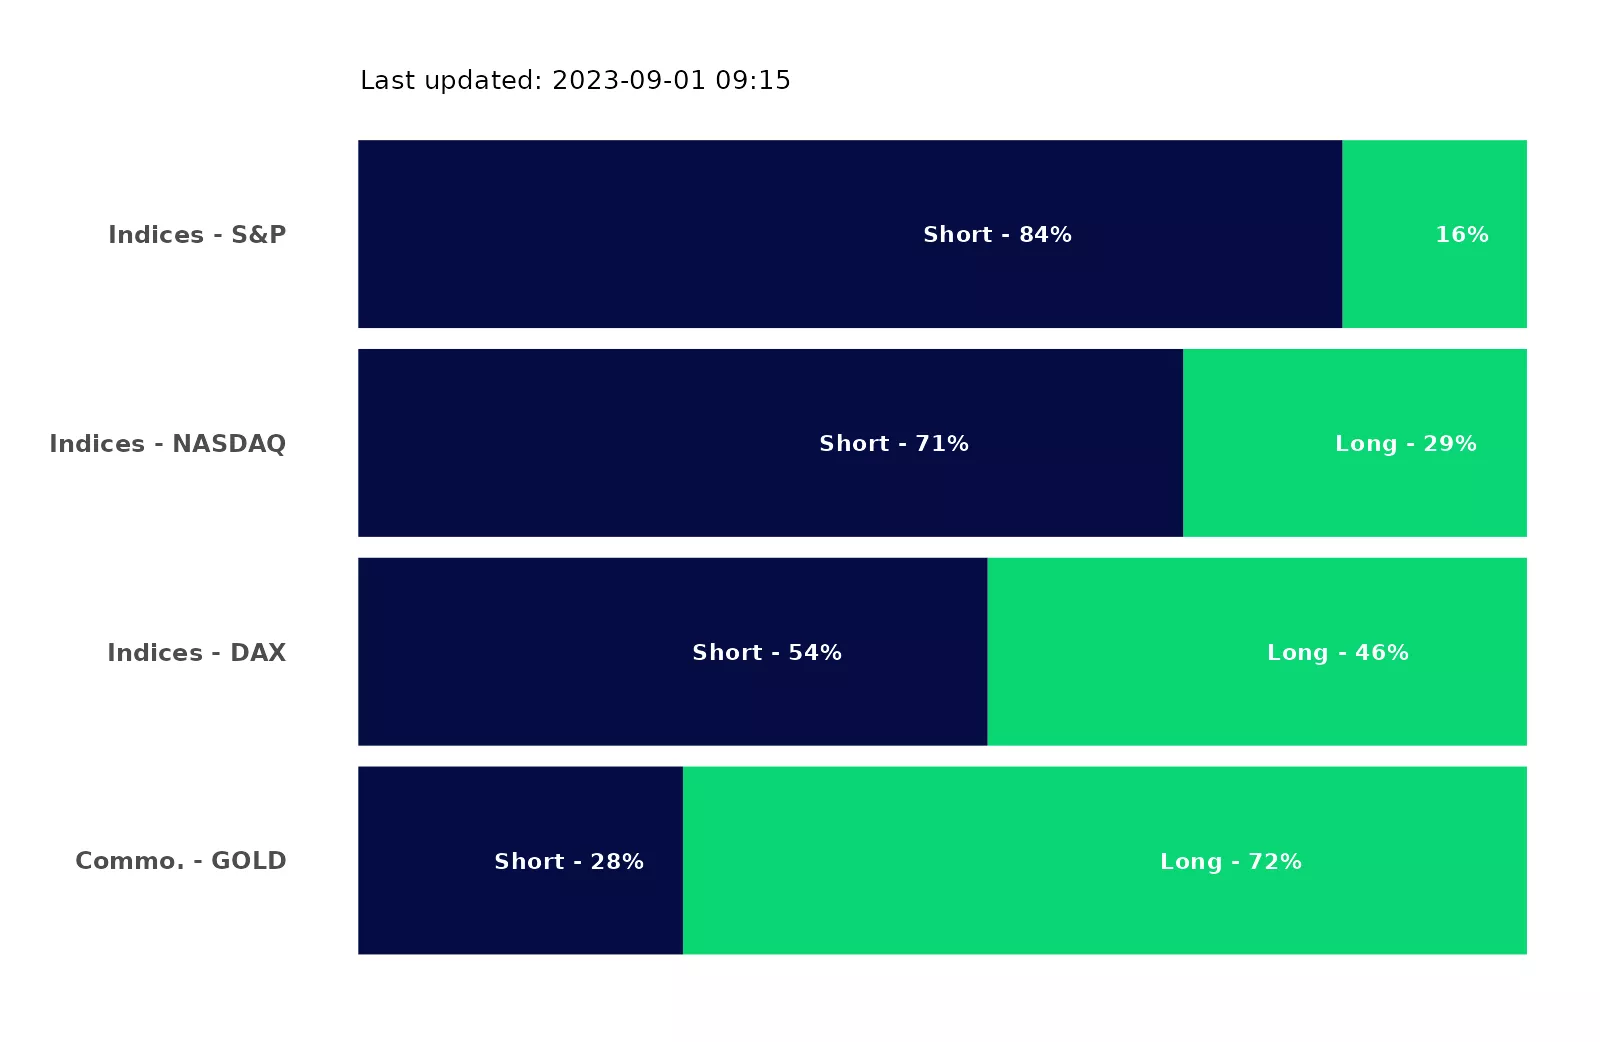 Last updated: 2023-09-01 09:15
Indices - S&P
Short - 84%
16%
Indices - NASDAQ
Short - 71%
Long - 29%
Indices - DAX
Short - 54%
Long - 46%
Commo. - GOLD
Short - 28%
Long - 72%